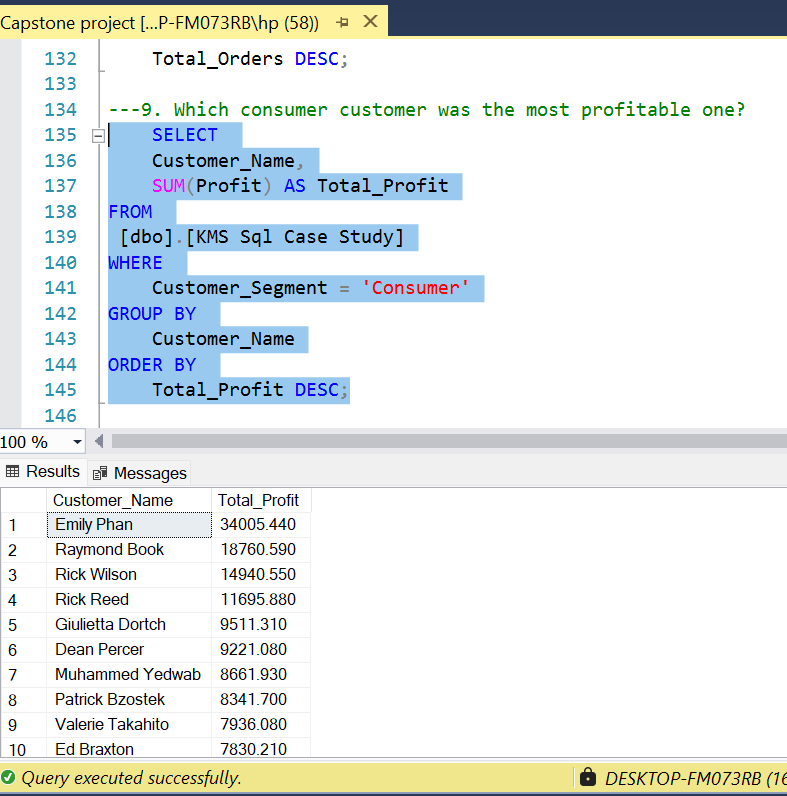 Capstone project [...P-FM073RB\hp (58))
132 Total_Orders DESC;
133
134 ---9. Which consumer customer was the most profitable one?
135 SELECT
136 Customer_Name,
137 SUM(Profit) AS Total_Profit
138 FROM
139 [dbo].[KMS Sql Case Study]
140 WHERE
141 Customer_Segment = 'Consumer'
142 GROUP BY
143 Customer_Name
144 ORDER BY
145 Total_Profit DESC;
146
100 %
Results Messages
Customer_Name Total_Profit
1 Emily Phan 34005.440
2 Raymond Book 18760.590
3 Rick Wilson 14940.550
4 Rick Reed 11695.880
5 Giulietta Dortch 9511.310
6 Dean Percer 9221.080
7 Muhammed Yedwab 8661.930
8 Patrick Bzostek 8341.700
9 Valerie Takahito 7936.080
10 Ed Braxton 7830.210
Query executed successfully. DESKTOP-FM073RB (16